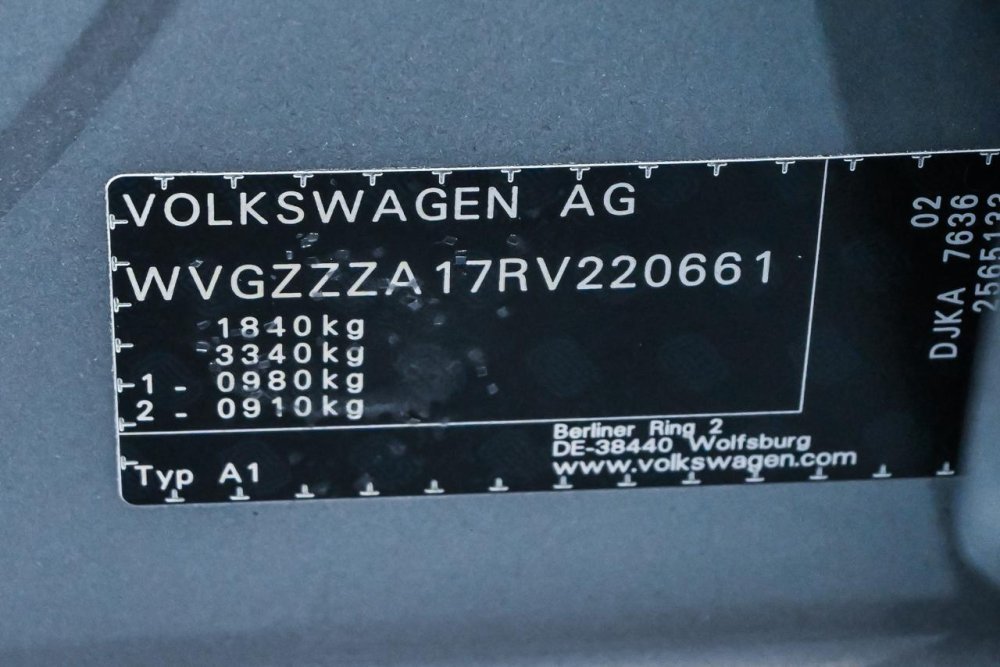 VOLKSWAGEN AG
WVGZZZA17RV220661
1840kg
3340kg
1 - 0980kg
2 - 0910kg
Typ A1
Berliner Ring 2
DE-38440 Wolfsburg
www.volkswagen.com
02
DJKA 7636